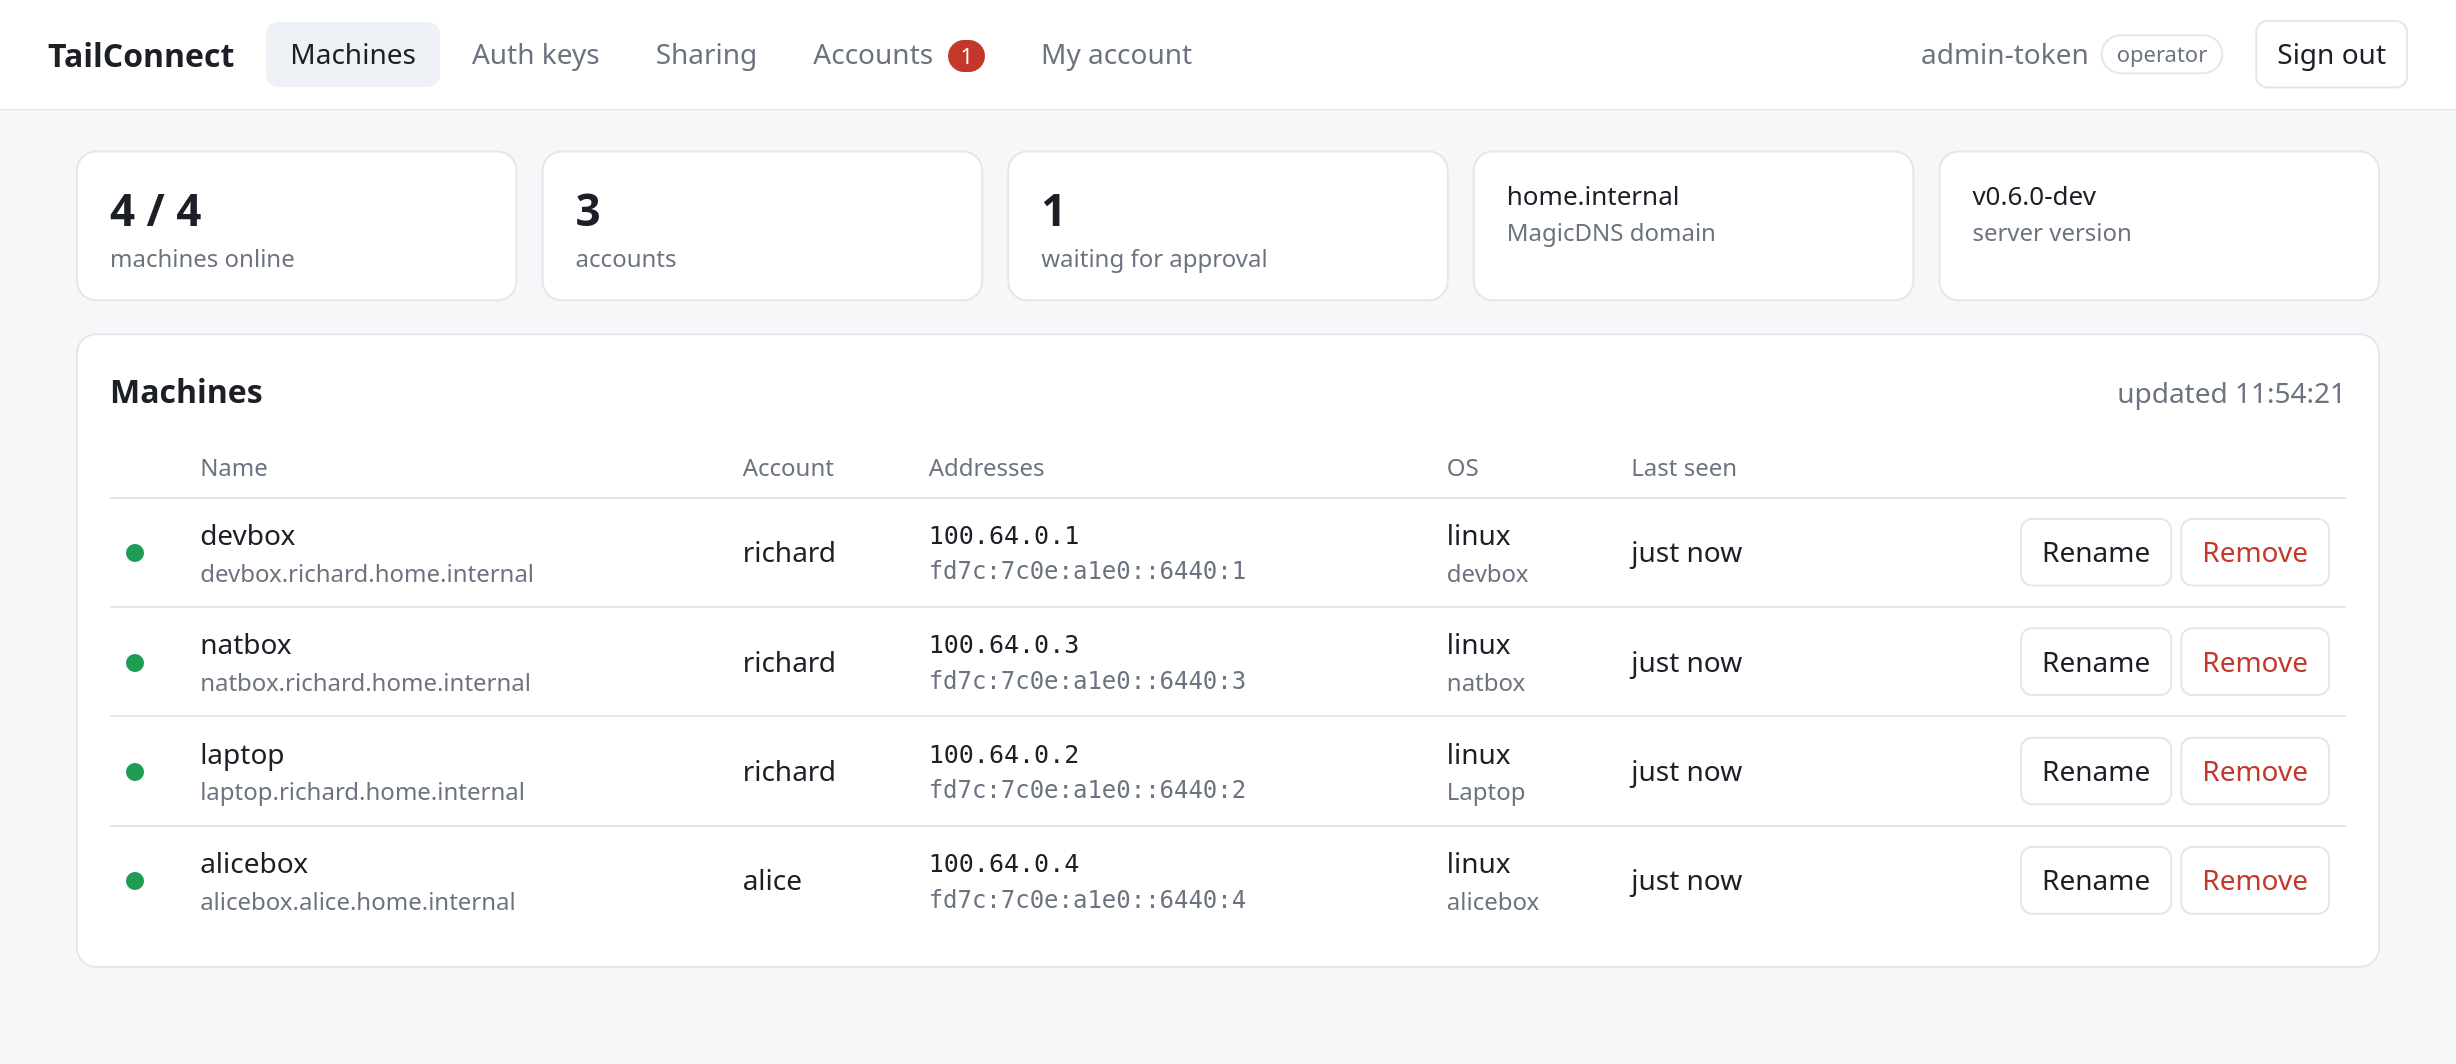 TailConnect Machines Auth keys Sharing Accounts 1 My account admin-token operator Sign out
4 / 4
machines online
3
accounts
1
waiting for approval
home.internal
MagicDNS domain
v0.6.0-dev
server version
Machines updated 11:54:21
Name Account Addresses OS Last seen
devbox
devbox.richard.home.internal
richard
100.64.0.1
fd7c:7c0e:a1e0::6440:1
linux
devbox
just now
Rename Remove
natbox
natbox.richard.home.internal
richard
100.64.0.3
fd7c:7c0e:a1e0::6440:3
linux
natbox
just now
Rename Remove
laptop
laptop.richard.home.internal
richard
100.64.0.2
fd7c:7c0e:a1e0::6440:2
linux
Laptop
just now
Rename Remove
alicebox
alicebox.alice.home.internal
alice
100.64.0.4
fd7c:7c0e:a1e0::6440:4
linux
alicebox
just now
Rename Remove